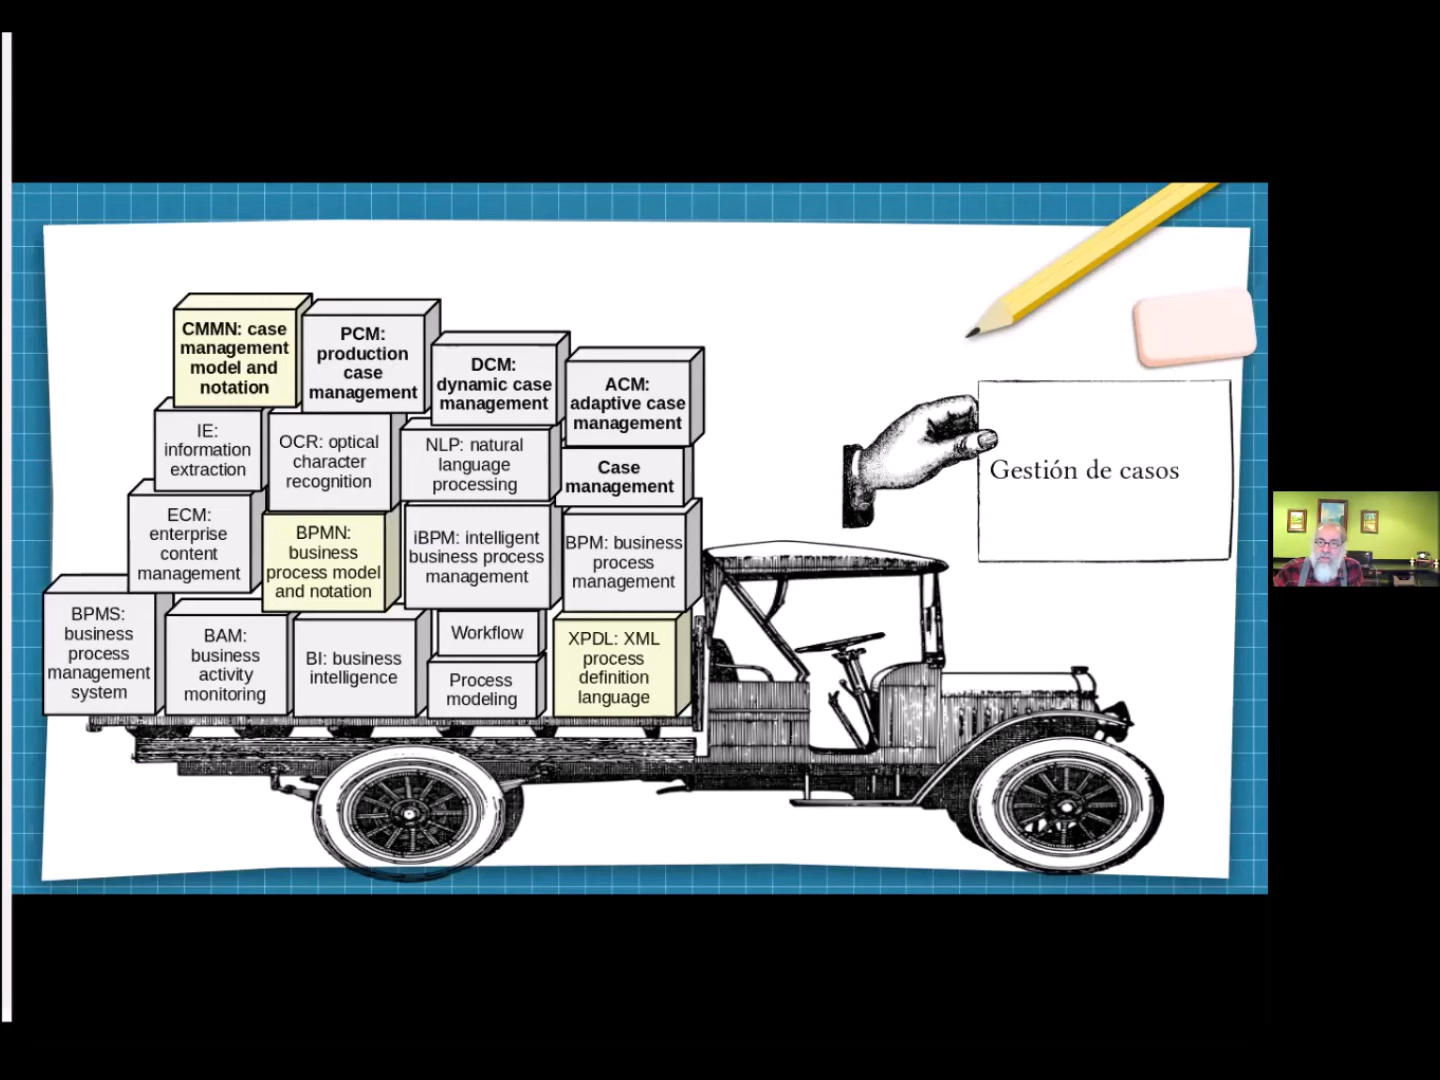 CMMN: case
management
model and
notation
PCM:
production
case
management
DCM:
dynamic case
management
ACM:
adaptive case
management
IE:
information
extraction
OCR: optical
character
recognition
NLP: natural
language
processing
Case
management
ECM:
enterprise
content
management
BPMN:
business
process model
and notation
iBPM: intelligent
business process
management
BPM: business
process
management
BPMS:
business
process
management
system
BAM:
business
activity
monitoring
BI: business
intelligence
Workflow
Process
modeling
XPDL: XML
process
definition
language
Gestión de casos